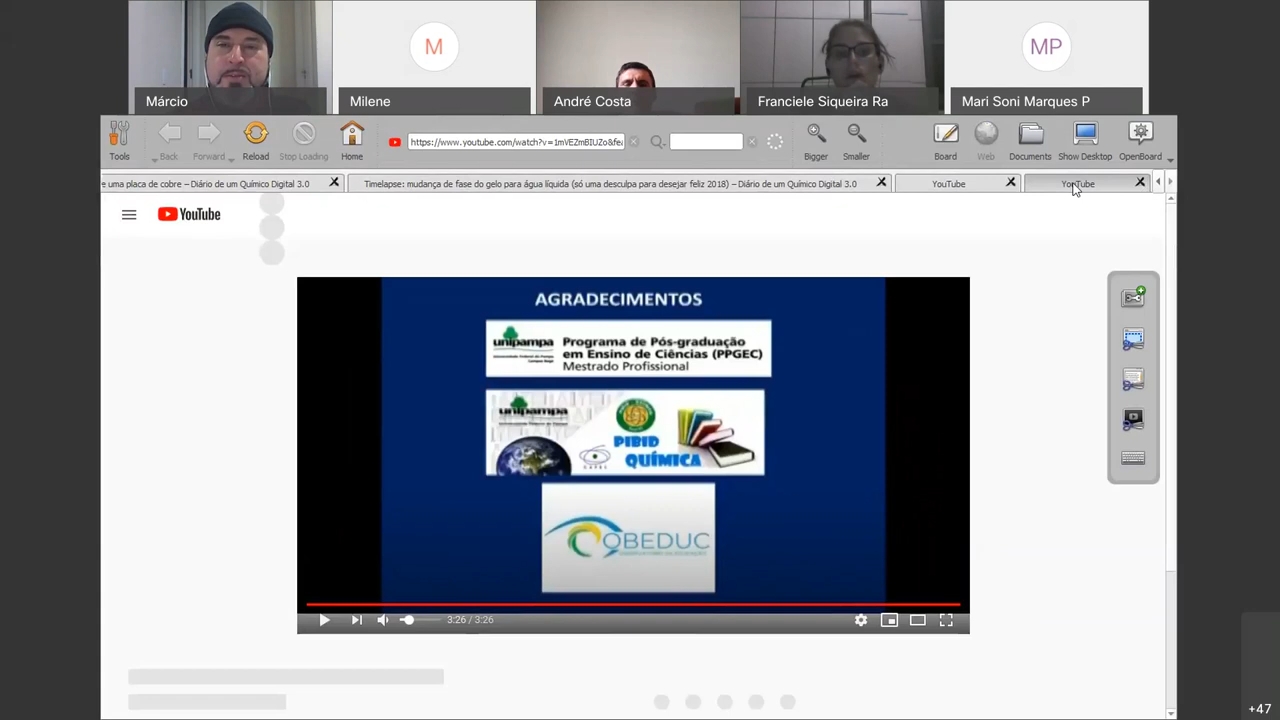 M
MP
Márcio
Milene
André Costa
Franciele Siqueira Ra
Mari Soni Marques P
Tools
Back
Forward
Reload
Stop Loading
Home
https://www.youtube.com/watch?v=1mVEZmBIUZo&fea
Bigger
Smaller
Board
Web
Documents
Show Desktop
OpenBoard
e uma placa de cobre – Diário de um Químico Digital 3.0
Timelapse: mudança de fase do gelo para água líquida (só uma desculpa para desejar feliz 2018) – Diário de um Químico Digital 3.0
YouTube
YouTube
YouTube
AGRADECIMENTOS
unipampa
Programa de Pós-graduação
em Ensino de Ciências (PPGEC)
Mestrado Profissional
unipampa
PIBID
QUÍMICA
OBEDUC
3:26 / 3:26
+47